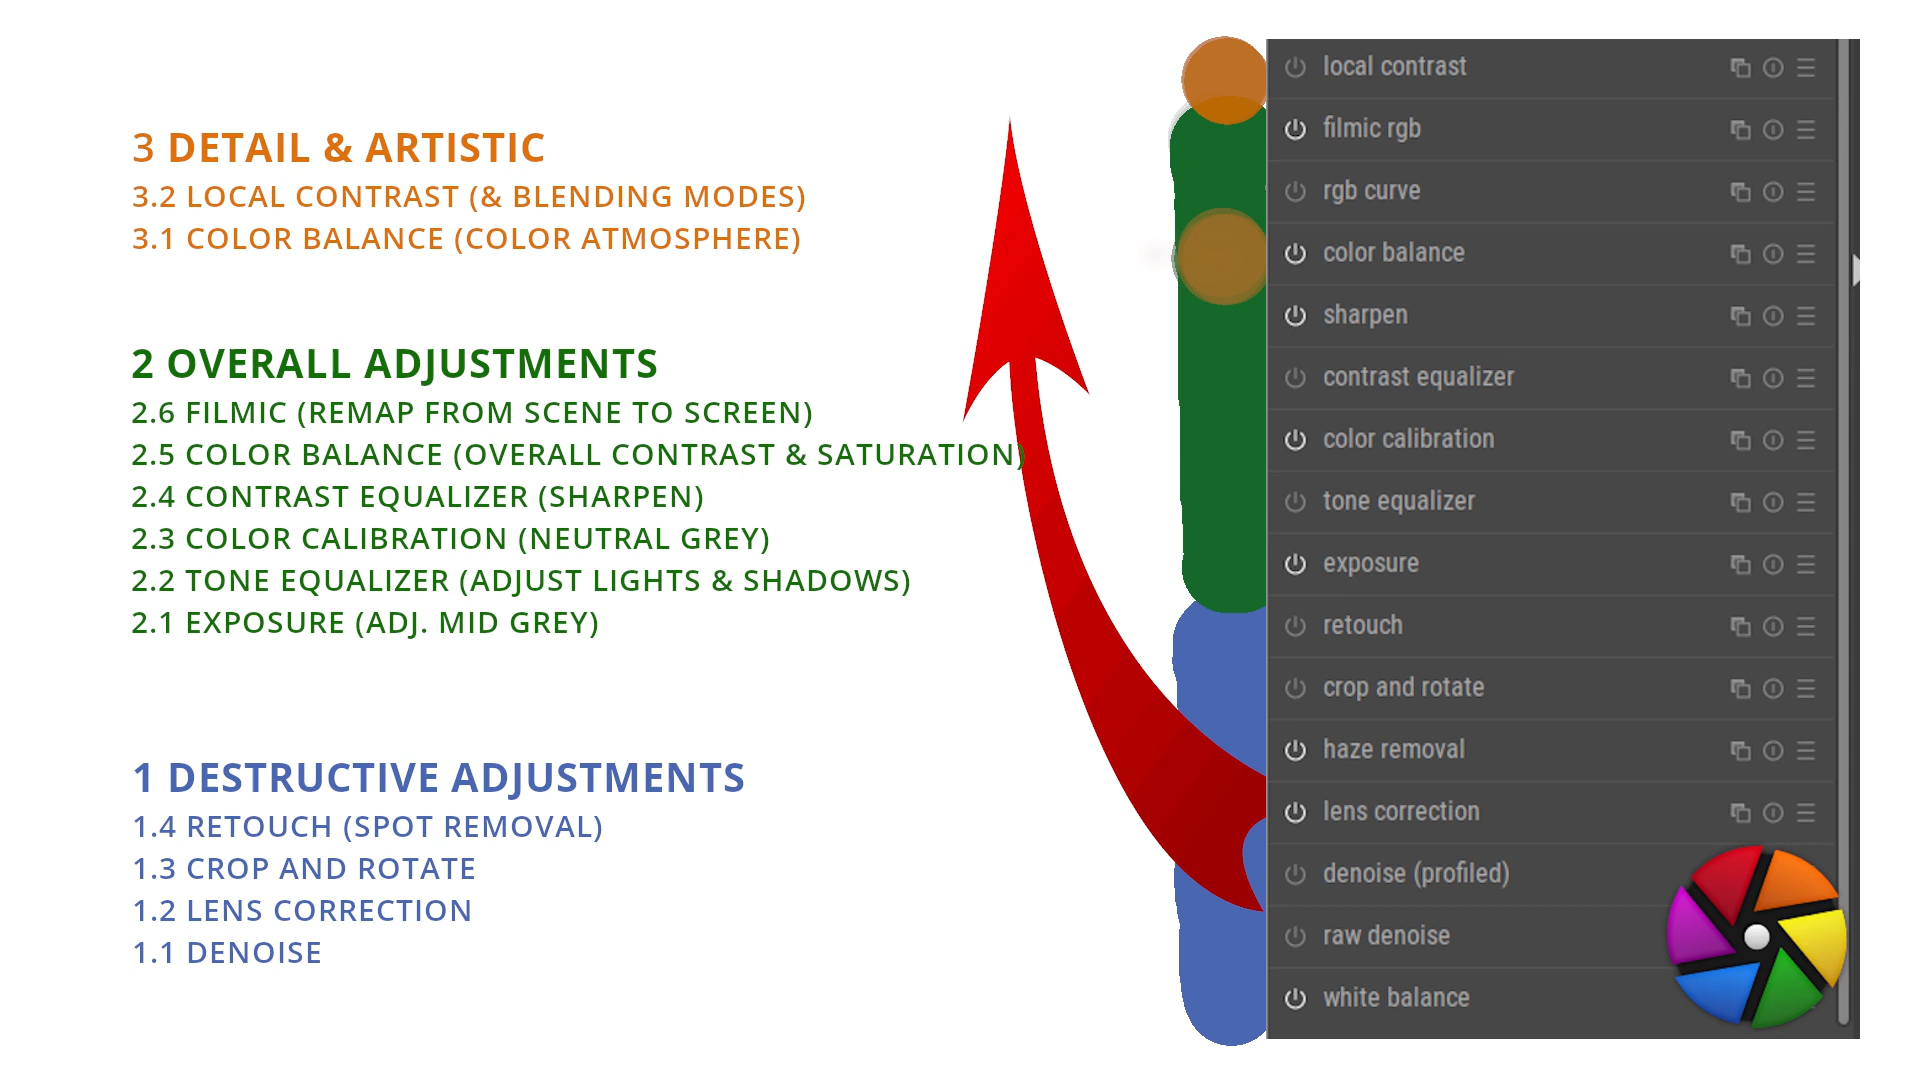 3 DETAIL & ARTISTIC
3.2 LOCAL CONTRAST (& BLENDING MODES)
3.1 COLOR BALANCE (COLOR ATMOSPHERE)
2 OVERALL ADJUSTMENTS
2.6 FILMIC (REMAP FROM SCENE TO SCREEN)
2.5 COLOR BALANCE (OVERALL CONTRAST & SATURATION)
2.4 CONTRAST EQUALIZER (SHARPEN)
2.3 COLOR CALIBRATION (NEUTRAL GREY)
2.2 TONE EQUALIZER (ADJUST LIGHTS & SHADOWS)
2.1 EXPOSURE (ADJ. MID GREY)
1 DESTRUCTIVE ADJUSTMENTS
1.4 RETOUCH (SPOT REMOVAL)
1.3 CROP AND ROTATE
1.2 LENS CORRECTION
1.1 DENOISE
local contrast
filmic rgb
rgb curve
color balance
sharpen
contrast equalizer
color calibration
tone equalizer
exposure
retouch
crop and rotate
haze removal
lens correction
denoise (profiled)
raw denoise
white balance